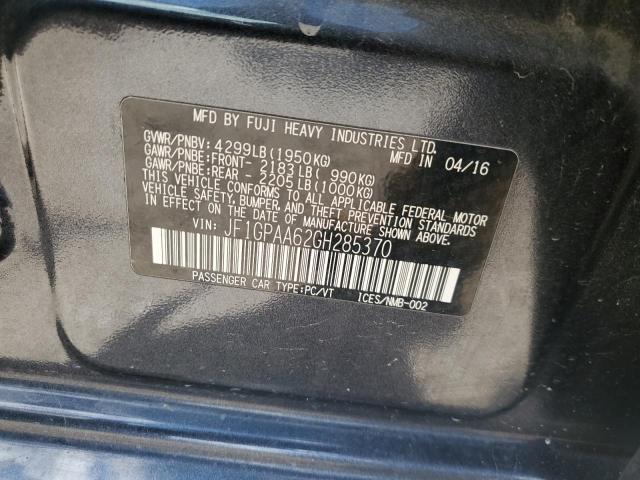 MFD BY FUJI HEAVY INDUSTRIES LTD.
GVWR/PNBV: 4299LB(1950KG) MFD IN 04/16
GAWR/PNBE:FRONT- 2183LB( 990KG)
GAWR/PNBE:REAR - 2205LB(1000KG)
THIS VEHICLE CONFORMS TO ALL APPLICABLE FEDERAL MOTOR
VEHICLE SAFETY, BUMPER, AND THEFT PREVENTION STANDARDS
IN EFFECT ON THE DATE OF MANUFACTURE SHOWN ABOVE.
VIN: JF1GPAA62GH285370
PASSENGER CAR TYPE:PC/VT ICES/NMB-002